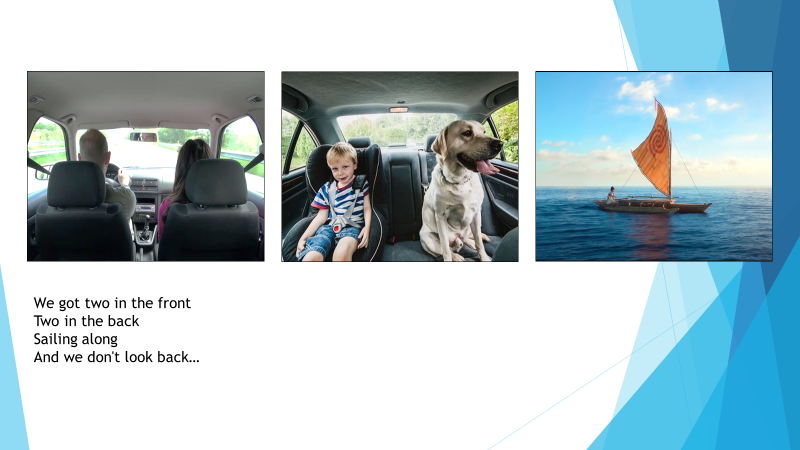 We got two in the front
Two in the back
Sailing along
And we don't look back…